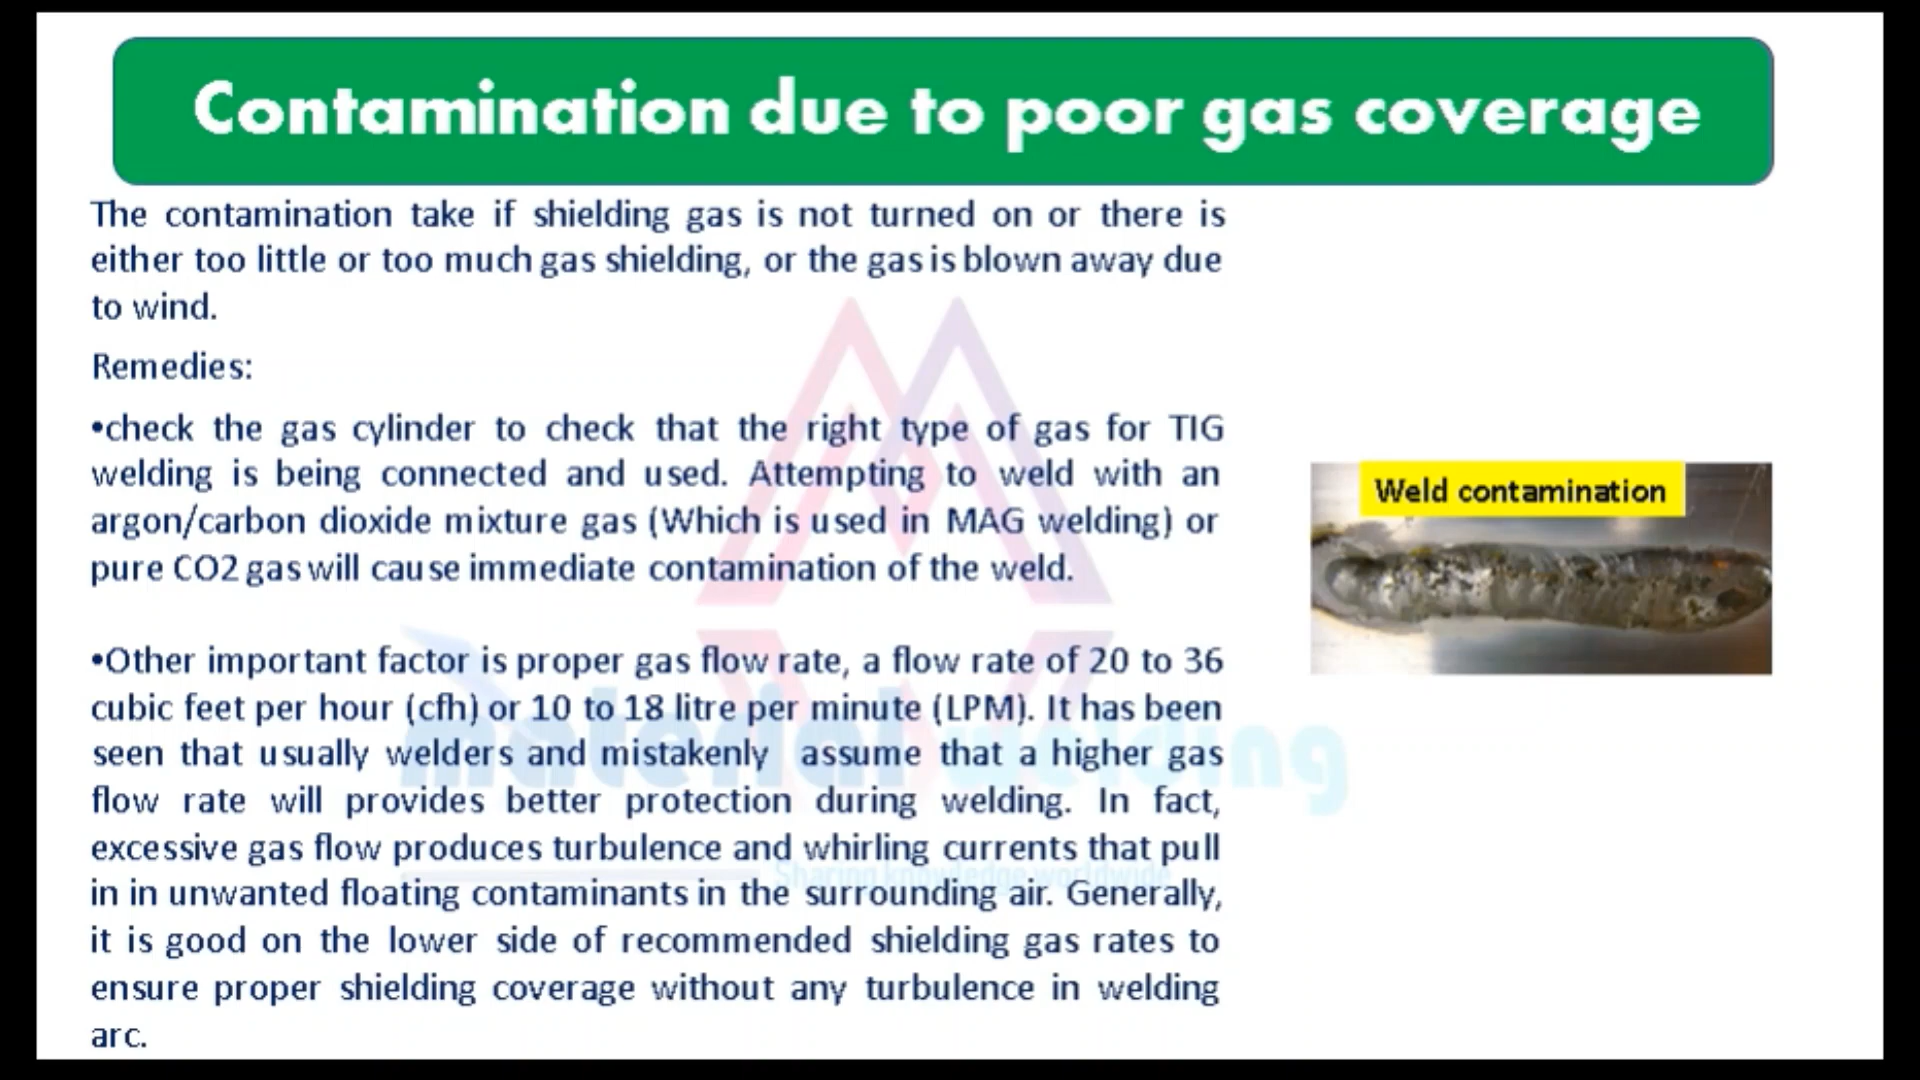 Contamination due to poor gas coverage
The contamination take if shielding gas is not turned on or there is
either too little or too much gas shielding, or the gas is blown away due
to wind.
Remedies:
•check the gas cylinder to check that the right type of gas for TIG
welding is being connected and used. Attempting to weld with an
argon/carbon dioxide mixture gas (Which is used in MAG welding) or
pure CO2 gas will cause immediate contamination of the weld.
Weld contamination
•Other important factor is proper gas flow rate, a flow rate of 20 to 36
cubic feet per hour (cfh) or 10 to 18 litre per minute (LPM). It has been
seen that usually welders and mistakenly assume that a higher gas
flow rate will provides better protection during welding. In fact,
excessive gas flow produces turbulence and whirling currents that pull
in in unwanted floating contaminants in the surrounding air. Generally,
it is good on the lower side of recommended shielding gas rates to
ensure proper shielding coverage without any turbulence in welding
arc.
material welding
Sharing knowledge worldwide